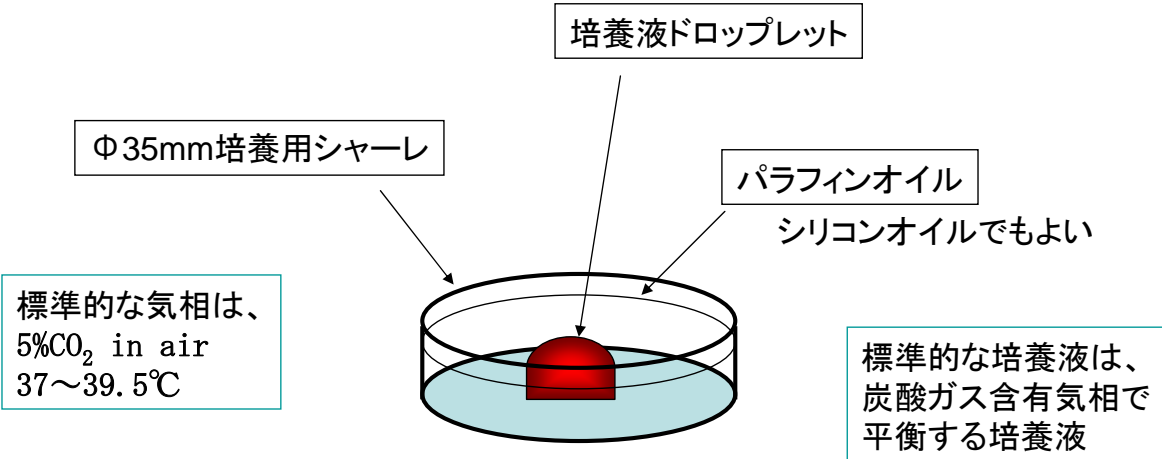 培養液ドロップレット
Φ35mm培養用シャーレ
パラフィンオイル
シリコンオイルでもよい
標準的な気相は、
5%CO₂ in air
37～39.5℃
標準的な培養液は、
炭酸ガス含有気相で
平衡する培養液